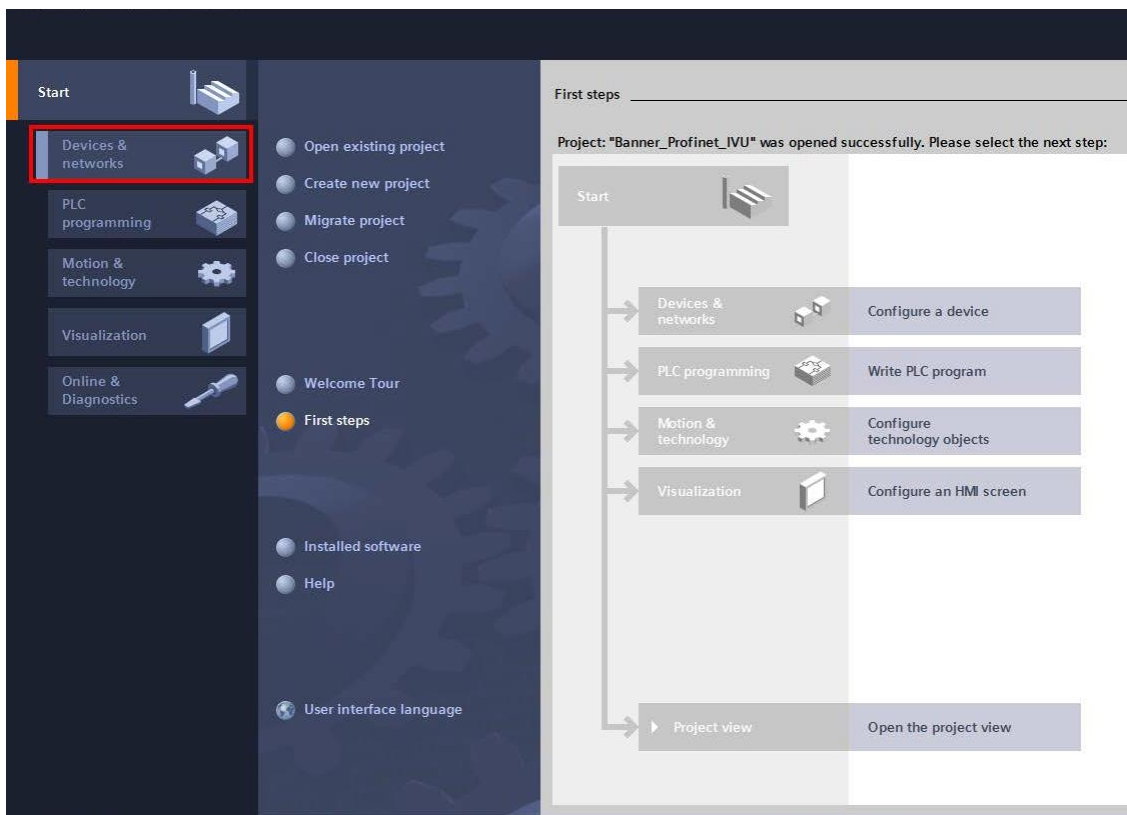 Start
Devices &
networks
PLC
programming
Motion &
technology
Visualization
Online &
Diagnostics
Open existing project
Create new project
Migrate project
Close project
Welcome Tour
First steps
Installed software
Help
User interface language
First steps
Project: "Banner_Profinet_IVU" was opened successfully. Please select the next step:
Start
Devices &
networks
Configure a device
PLC programming
Write PLC program
Motion &
technology
Configure
technology objects
Visualization
Configure an HMI screen
Project view
Open the project view